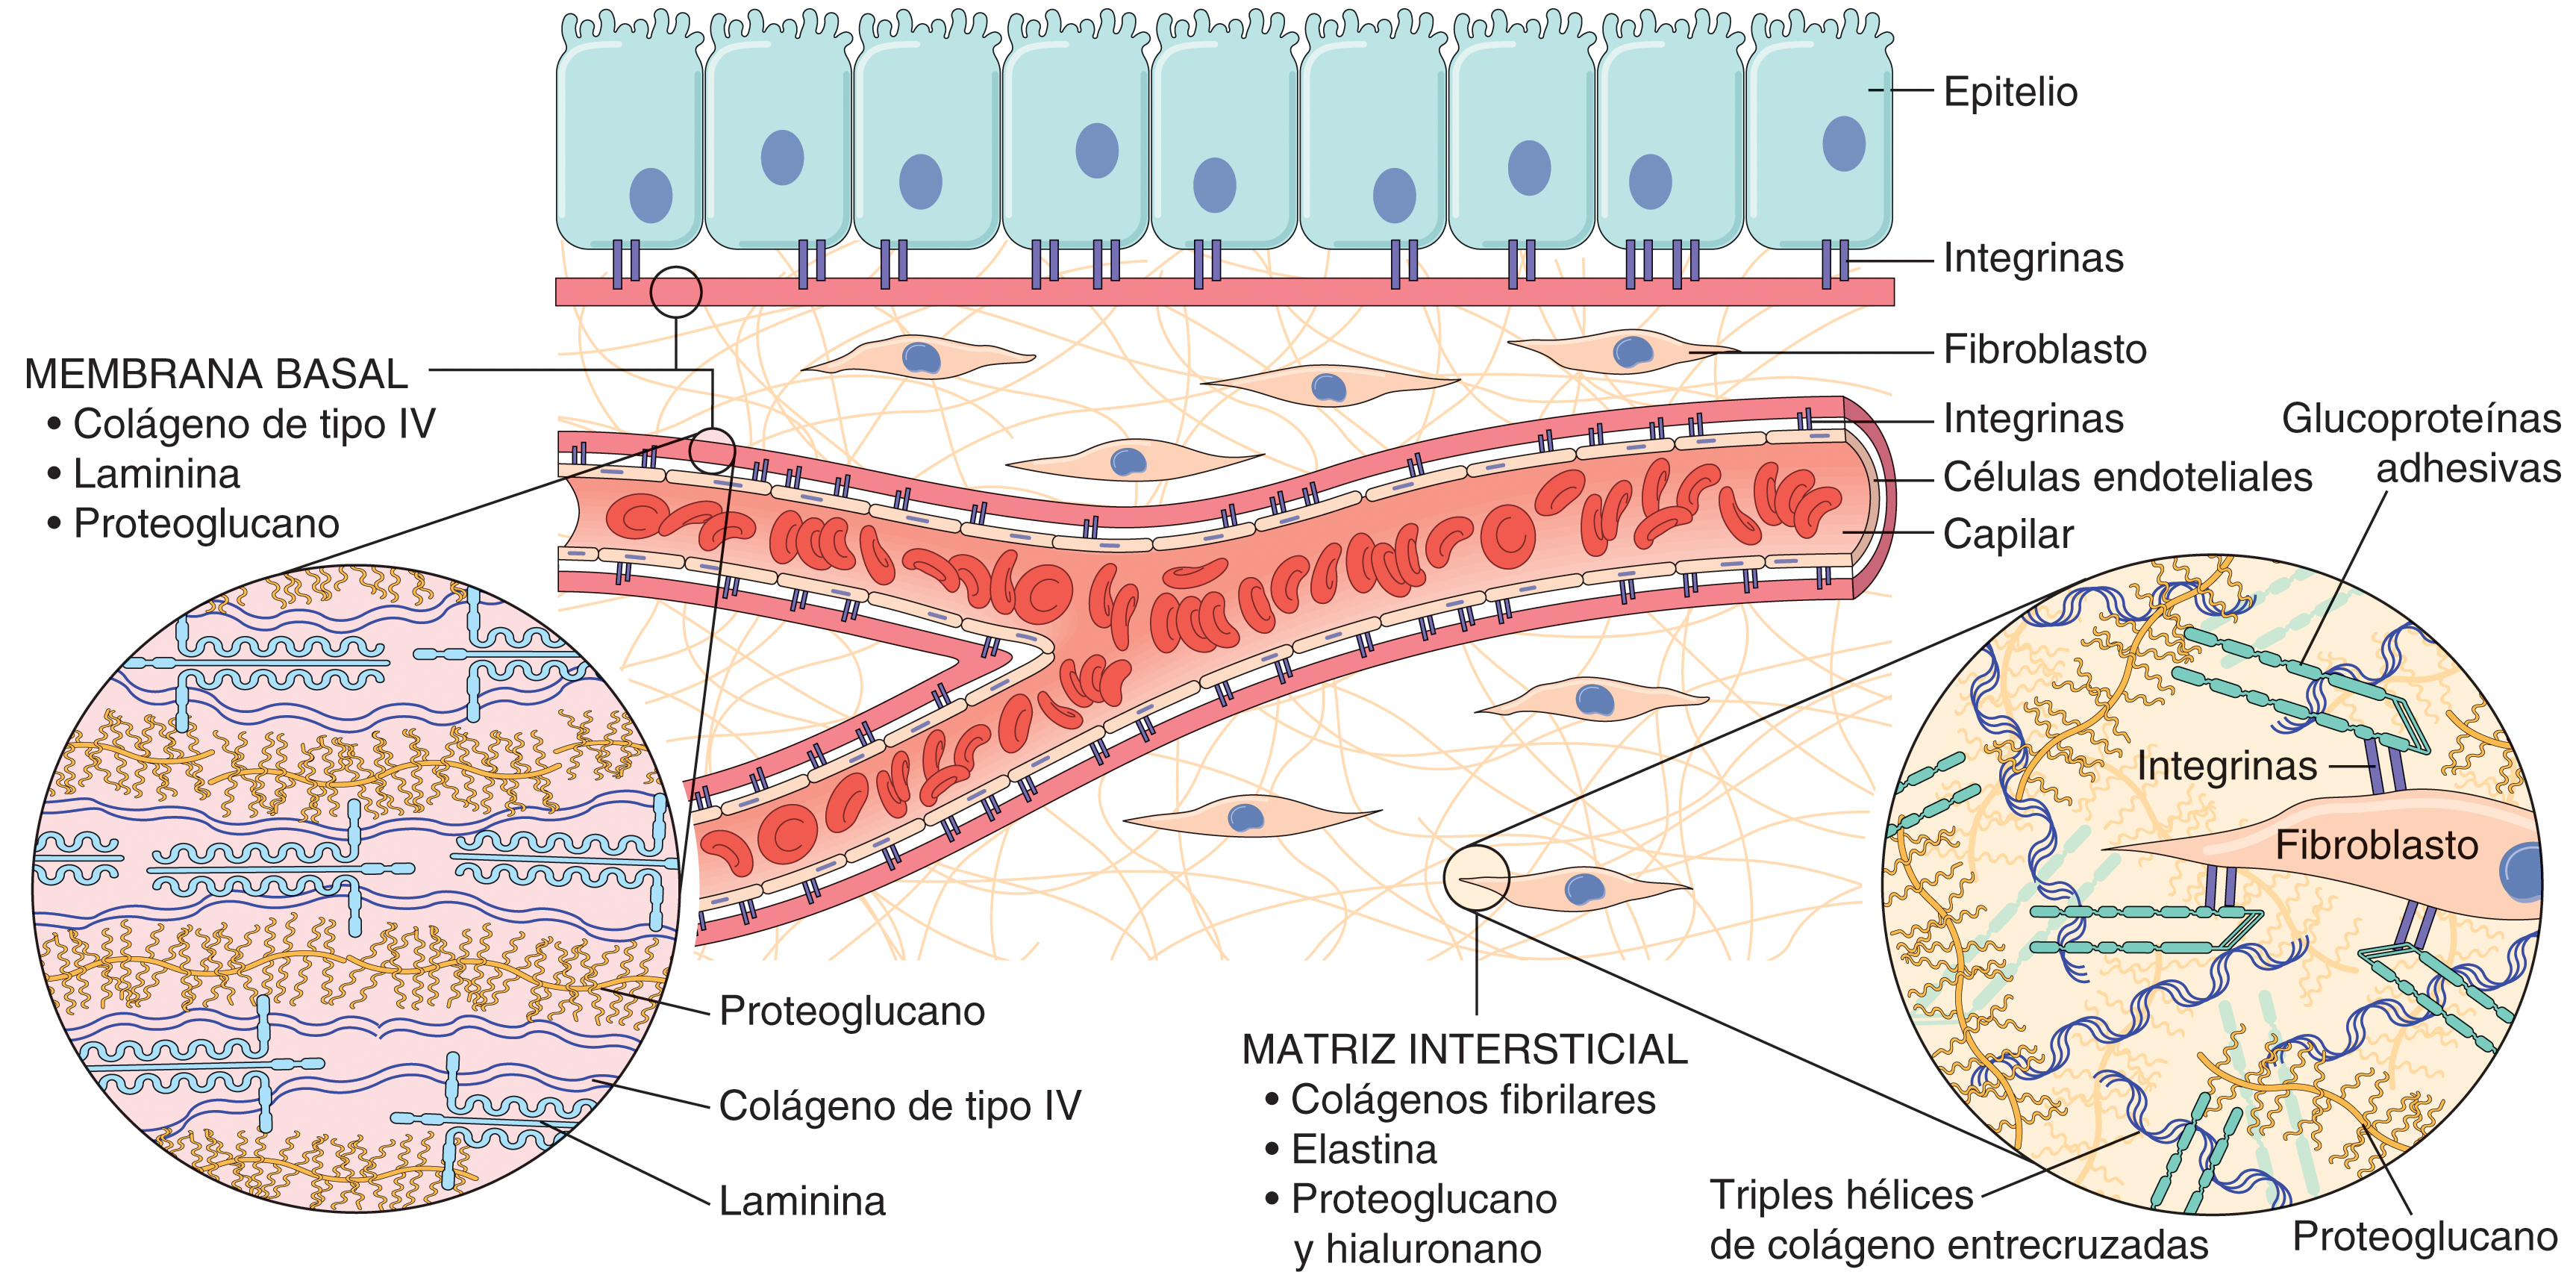 Epitelio
Integrinas
Fibroblasto
MEMBRANA BASAL
• Colágeno de tipo IV
• Laminina
• Proteoglucano
Integrinas
Células endoteliales
Capilar
Glucoproteínas
adhesivas
Integrinas
Fibroblasto
Proteoglucano
Colágeno de tipo IV
Laminina
MATRIZ INTERSTICIAL
• Colágenos fibrilares
• Elastina
• Proteoglucano
y hialuronano
Triples hélices
de colágeno entrecruzadas
Proteoglucano